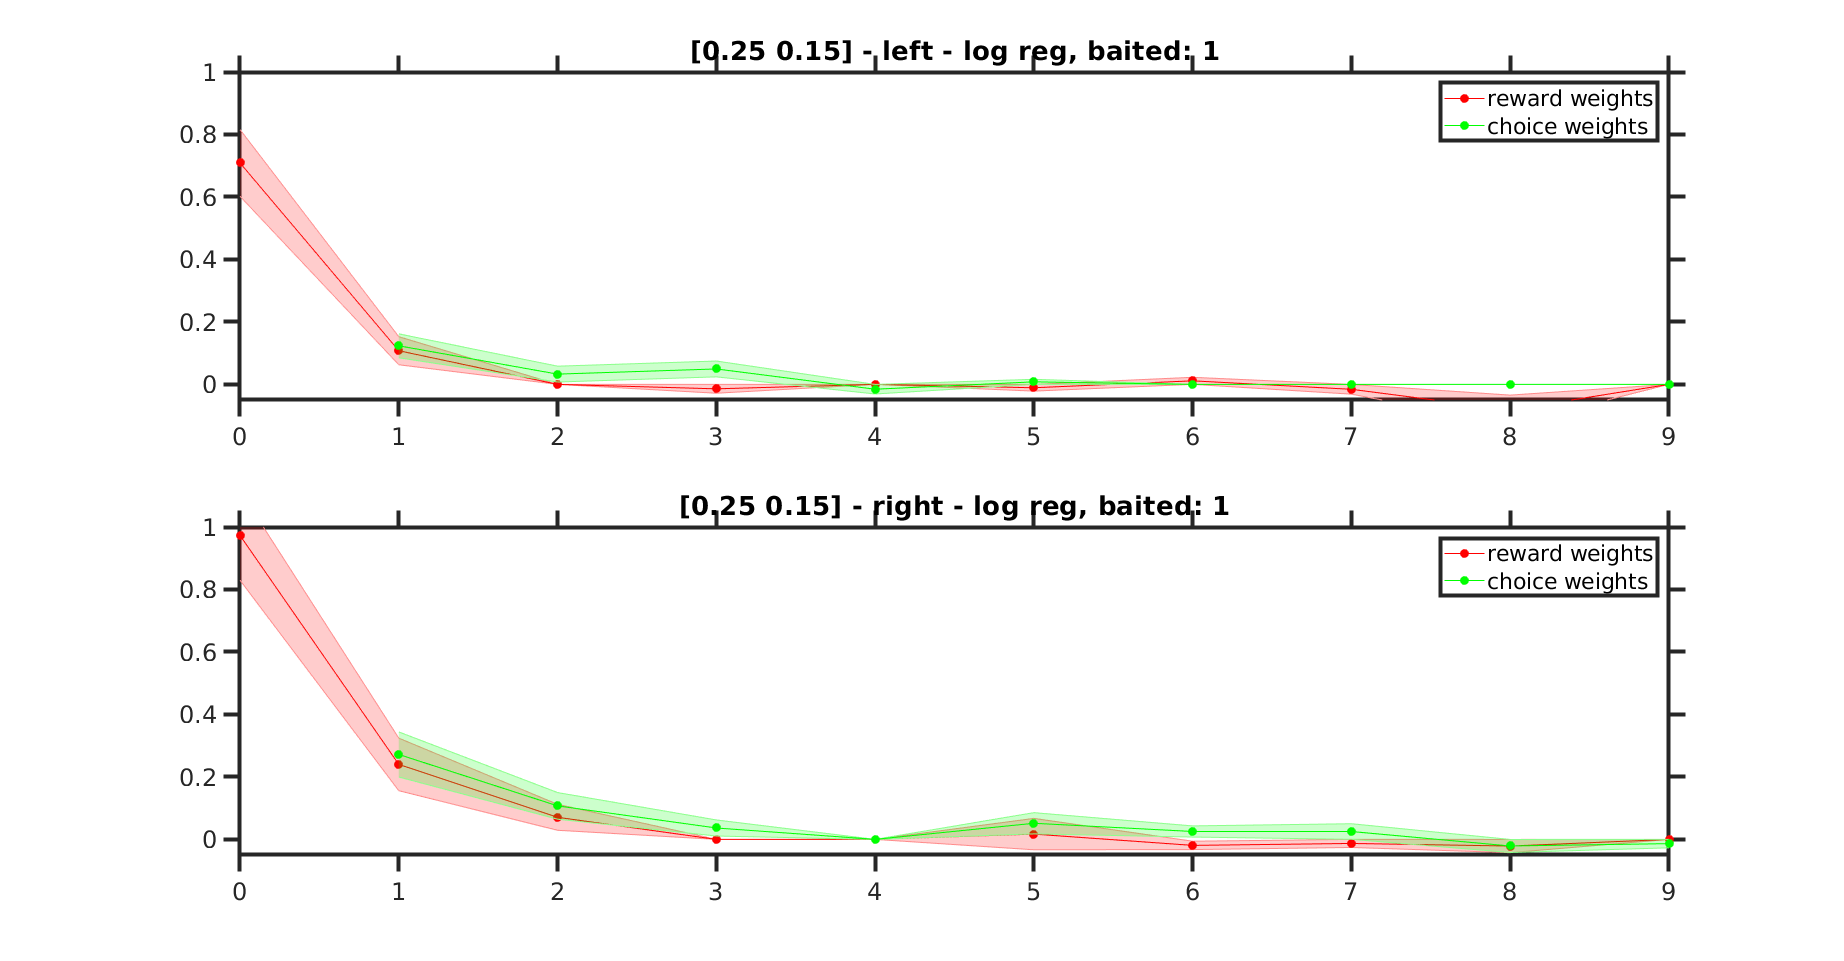 [0.25 0.15] - left - log reg, baited: 1
1
0.8
0.6
0.4
0.2
0
reward weights
choice weights
0 1 2 3 4 5 6 7 8 9
[0.25 0.15] - right - log reg, baited: 1
1
0.8
0.6
0.4
0.2
0
reward weights
choice weights
0 1 2 3 4 5 6 7 8 9